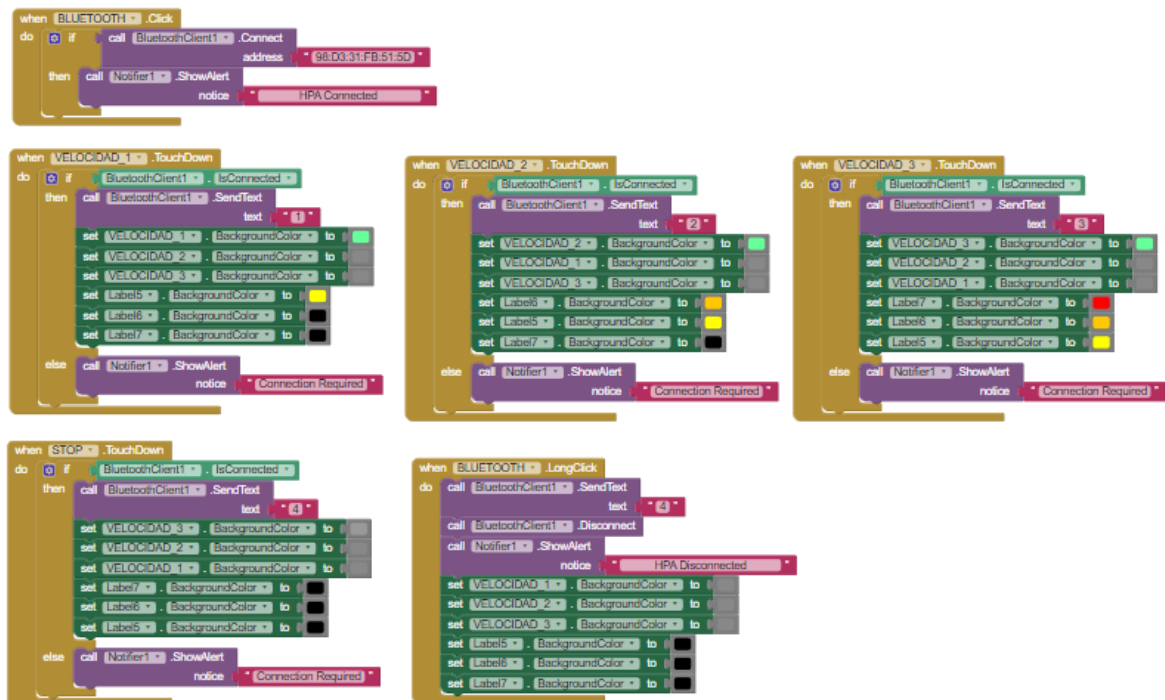 when BLUETOOTH .Click
do if call BluetoothClient1 .Connect
address " 98:D3:31:FB:51:5D "
then call Notifier1 .ShowAlert
notice " HPA Connected "
when VELOCIDAD_1 .TouchDown
do if BluetoothClient1 . IsConnected
then call BluetoothClient1 .SendText
text " 1 "
set VELOCIDAD_1 . BackgroundColor to
set VELOCIDAD_2 . BackgroundColor to
set VELOCIDAD_3 . BackgroundColor to
set Label5 . BackgroundColor to
set Label6 . BackgroundColor to
set Label7 . BackgroundColor to
else call Notifier1 .ShowAlert
notice " Connection Required "
when VELOCIDAD_2 .TouchDown
do if BluetoothClient1 . IsConnected
then call BluetoothClient1 .SendText
text " 2 "
set VELOCIDAD_2 . BackgroundColor to
set VELOCIDAD_1 . BackgroundColor to
set VELOCIDAD_3 . BackgroundColor to
set Label6 . BackgroundColor to
set Label5 . BackgroundColor to
set Label7 . BackgroundColor to
else call Notifier1 .ShowAlert
notice " Connection Required "
when VELOCIDAD_3 .TouchDown
do if BluetoothClient1 . IsConnected
then call BluetoothClient1 .SendText
text " 3 "
set VELOCIDAD_3 . BackgroundColor to
set VELOCIDAD_2 . BackgroundColor to
set VELOCIDAD_1 . BackgroundColor to
set Label7 . BackgroundColor to
set Label6 . BackgroundColor to
set Label5 . BackgroundColor to
else call Notifier1 .ShowAlert
notice " Connection Required "
when STOP .TouchDown
do if BluetoothClient1 . IsConnected
then call BluetoothClient1 .SendText
text " 4 "
set VELOCIDAD_3 . BackgroundColor to
set VELOCIDAD_2 . BackgroundColor to
set VELOCIDAD_1 . BackgroundColor to
set Label7 . BackgroundColor to
set Label6 . BackgroundColor to
set Label5 . BackgroundColor to
else call Notifier1 .ShowAlert
notice " Connection Required "
when BLUETOOTH .LongClick
do call BluetoothClient1 .SendText
text " 4 "
call BluetoothClient1 .Disconnect
call Notifier1 .ShowAlert
notice " HPA Disconnected "
set VELOCIDAD_1 . BackgroundColor to
set VELOCIDAD_2 . BackgroundColor to
set VELOCIDAD_3 . BackgroundColor to
set Label5 . BackgroundColor to
set Label6 . BackgroundColor to
set Label7 . BackgroundColor to